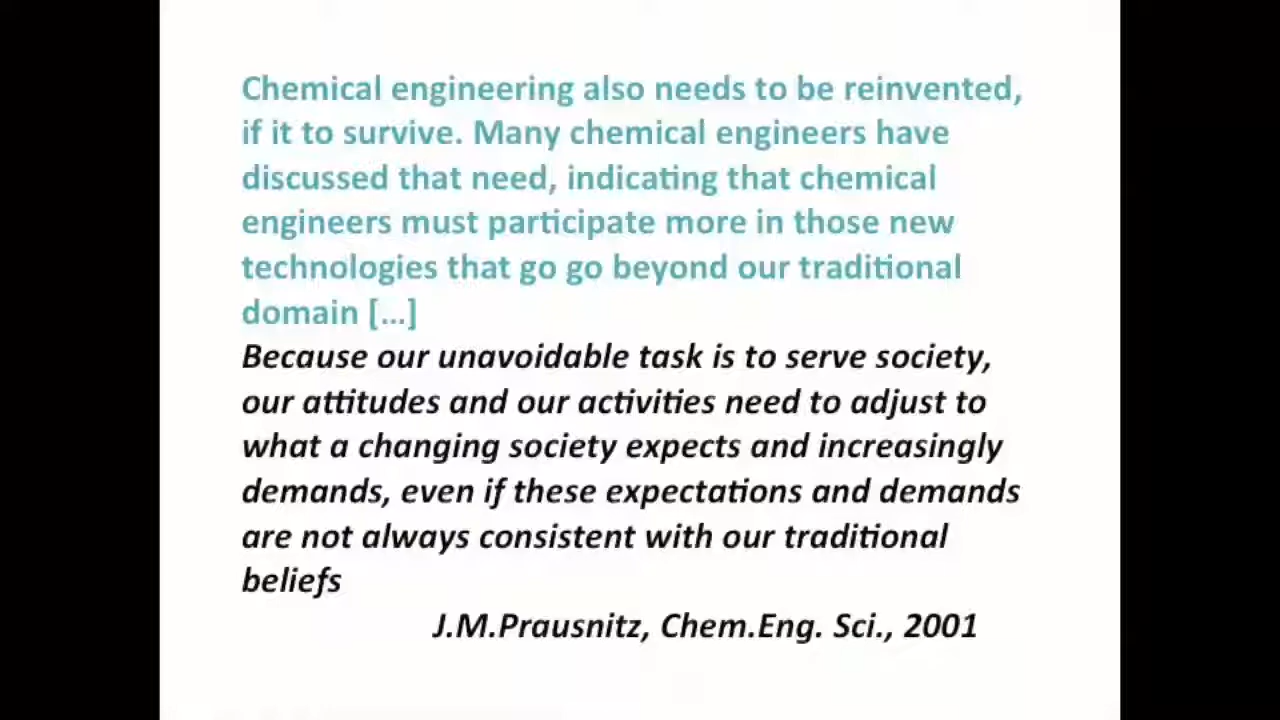 Chemical engineering also needs to be reinvented,
if it to survive. Many chemical engineers have
discussed that need, indicating that chemical
engineers must participate more in those new
technologies that go go beyond our traditional
domain [...]
Because our unavoidable task is to serve society,
our attitudes and our activities need to adjust to
what a changing society expects and increasingly
demands, even if these expectations and demands
are not always consistent with our traditional
beliefs
J.M.Prausnitz, Chem.Eng. Sci., 2001